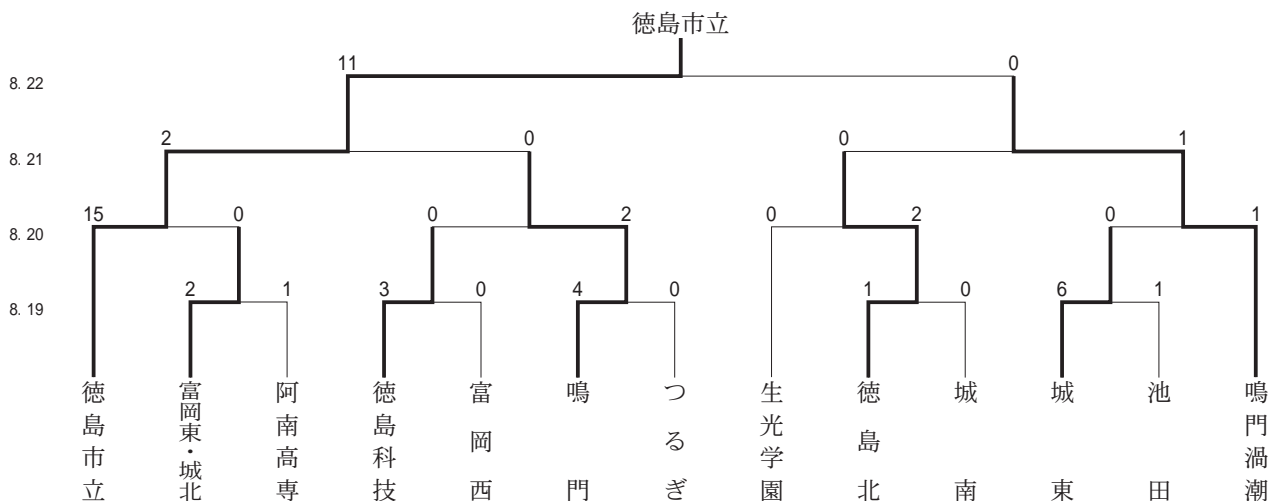 徳島市立
11 0
8. 22
2 0 0 1
8. 21
15 0 0 2 0 2 0 1
8. 20
2 1 3 0 4 0 1 0 6 1
8. 19
徳島市立
富岡東・城北
阿南高専
徳島科技
富岡西
鳴門
つるぎ
生光学園
徳島北
城南
城東
池田
鳴門渦潮